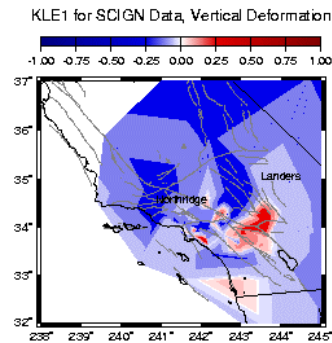 KLE1 for SCIGN Data, Vertical Deformation
-1.00 -0.75 -0.50 -0.25 0.00 0.25 0.50 0.75 1.00
37°
36°
Landers
Northridge
35°
34°
33°
32°
238° 239° 240° 241° 242° 243° 244° 245°